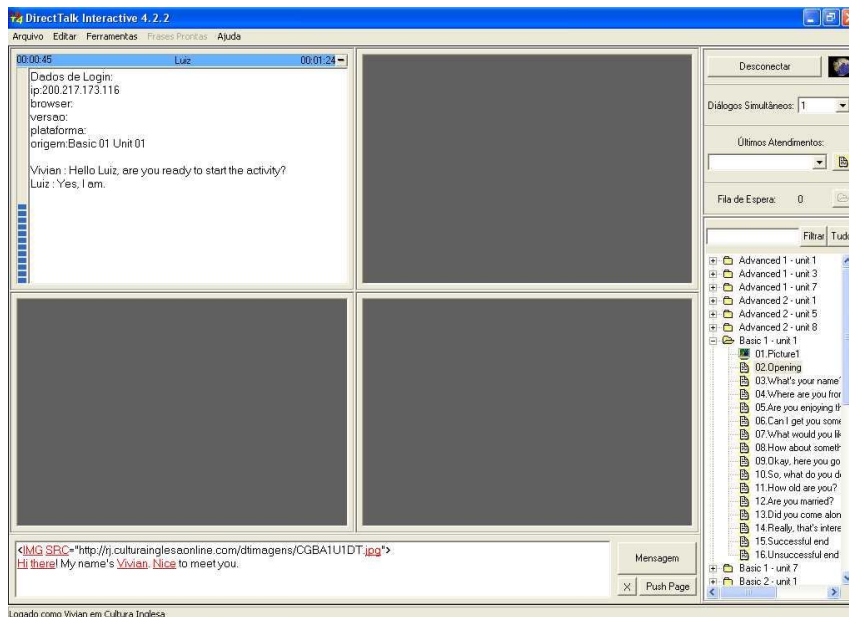 DirectTalk Interactive 4.2.2
Arquivo Editar Ferramentas Frases Prontas Ajuda
00:00:45 Luiz 00:01:24
Dados de Login:
ip:200.217.173.116
browser:
versao:
plataforma:
origem:Basic 01 Unit 01
Vivian : Hello Luiz, are you ready to start the activity?
Luiz : Yes, I am.
<IMG SRC="http://rj.culturainglesaonline.com/dtimagens/CGBA1U1DT.jpg">
Hi there! My name's Vivian. Nice to meet you.
Mensagem
X Push Page
Desconectar
Diálogos Simultâneos: 1
Últimos Atendimentos:
Fila de Espera: 0
Filtrar Tudo
Advanced 1 - unit 1
Advanced 1 - unit 3
Advanced 1 - unit 7
Advanced 2 - unit 1
Advanced 2 - unit 5
Advanced 2 - unit 8
Basic 1 - unit 1
01.Picture1
02.Opening
03.What's your name?
04.Where are you
05.Are you enjoying
06.Can I get you
07.What would you
08.How about
09.Okay, here you go
10.So, what do you
11.How old are you?
12.Are you married?
13.Did you come
14.Really, that's
15.Successful end
16.Unsuccessful end
Basic 1 - unit 7
Basic 2 - unit 1
Logado como Vivian em Cultura Inglesa